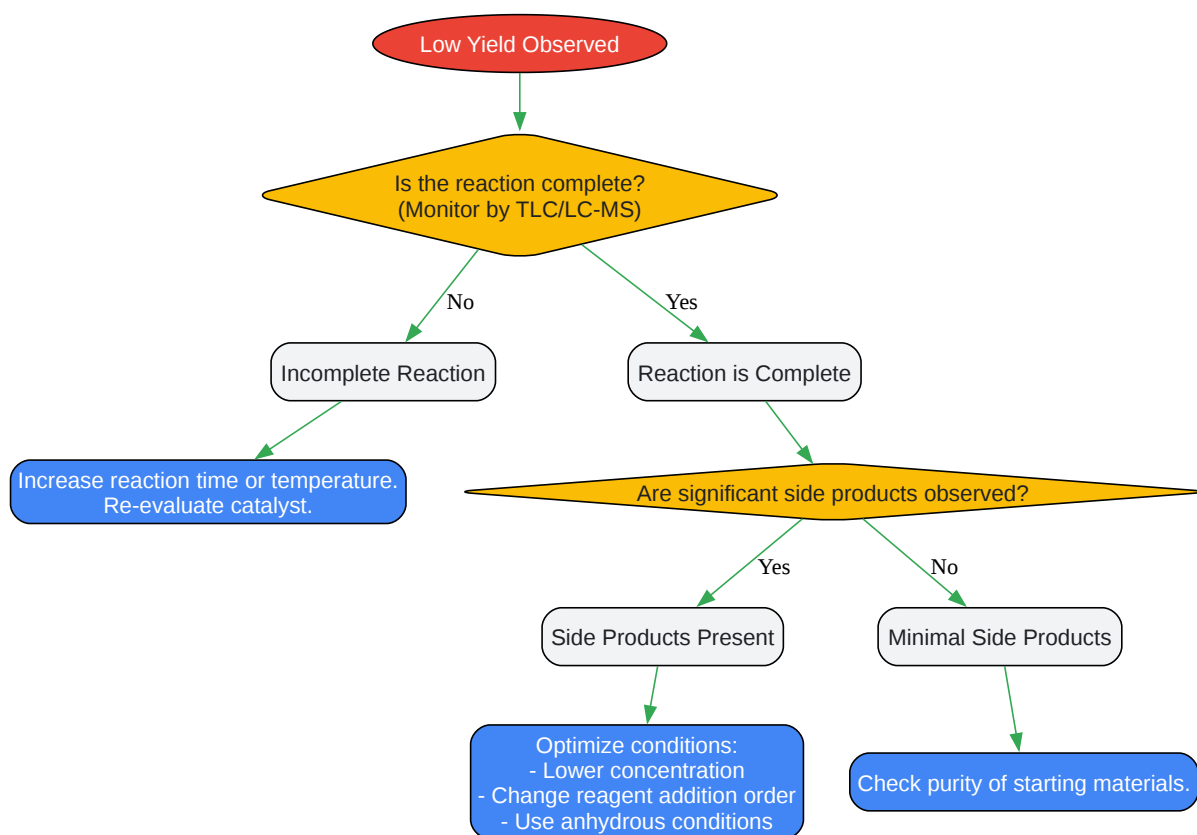 Low Yield Observed
Is the reaction complete?
(Monitor by TLC/LC-MS)
No
Yes
Incomplete Reaction
Reaction is Complete
Increase reaction time or temperature.
Re-evaluate catalyst.
Are significant side products observed?
Yes
No
Side Products Present
Minimal Side Products
Optimize conditions:
- Lower concentration
- Change reagent addition order
- Use anhydrous conditions
Check purity of starting materials.